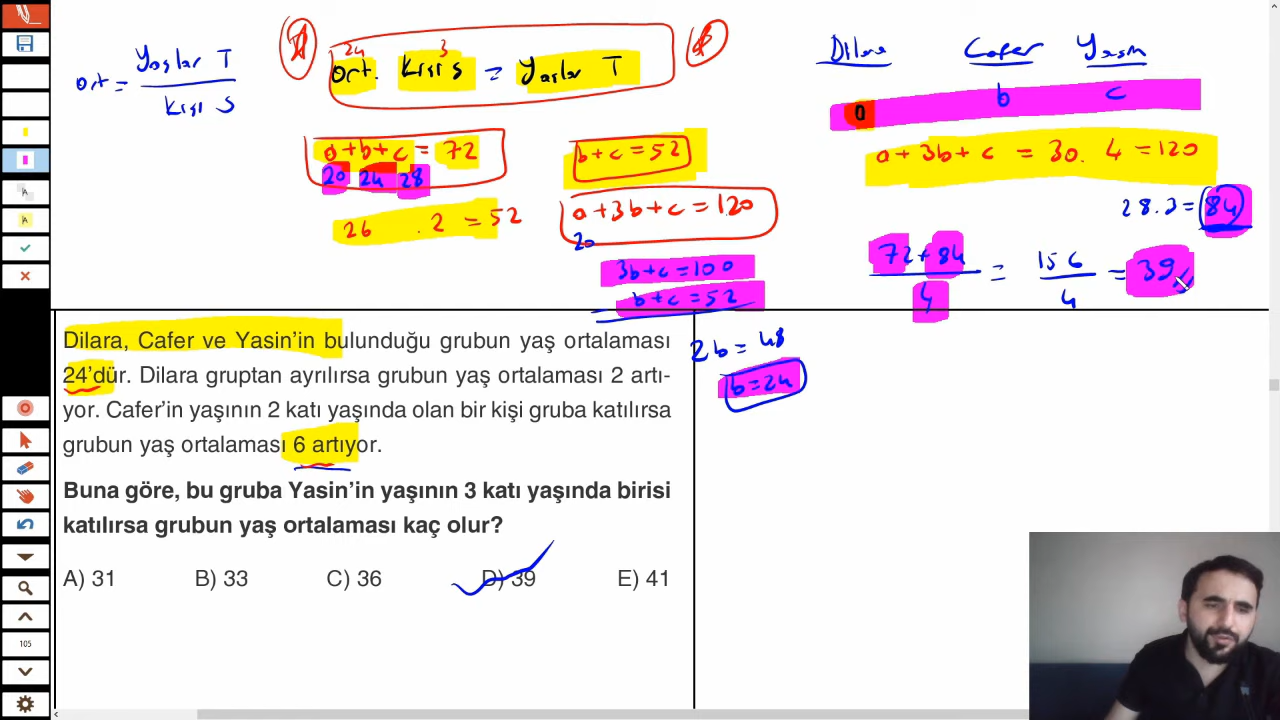 ort = Yaşlar T / Kişi S
24 3
Ort. Kişi S = Yaşlar T
a+b+c = 72
20 24 28
26 . 2 = 52
b+c = 52
a+3b+c = 120
20
3b+c = 100
b+c = 52
2b = 48
b = 24
Dilara Cafer Yasin
a b c
a+3b+c = 30. 4 = 120
28.3 = 84
72+84 / 4 = 156 / 4 = 39
Dilara, Cafer ve Yasin’in bulunduğu grubun yaş ortalaması
24’dür. Dilara gruptan ayrılırsa grubun yaş ortalaması 2 artı-
yor. Cafer’in yaşının 2 katı yaşında olan bir kişi gruba katılırsa
grubun yaş ortalaması 6 artıyor.
Buna göre, bu gruba Yasin’in yaşının 3 katı yaşında birisi
katılırsa grubun yaş ortalaması kaç olur?
A) 31 B) 33 C) 36 D) 39 E) 41
A
A
105